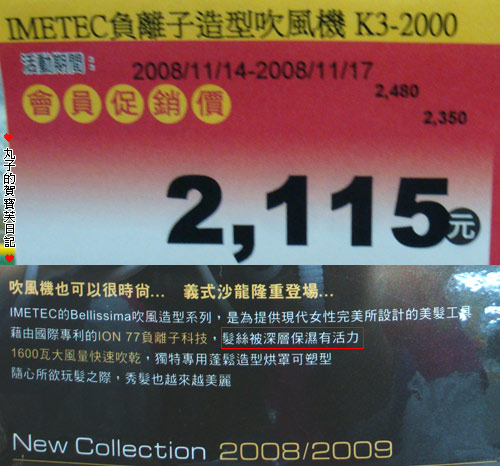 IMETEC負離子造型吹風機 K3-2000
活動期間：
2008/11/14-2008/11/17
2,480
會員促銷價
2,350
2,115元
♥丸子的賀寶芙日記♥
吹風機也可以很時尚... 義式沙龍隆重登場...
IMETEC的Bellissima吹風造型系列，是為提供現代女性完美所設計的美髮工具
藉由國際專利的ION 77負離子科技，髮絲被深層保濕有活力
1600瓦大風量快速吹乾，獨特專用蓬鬆造型烘罩可塑型
隨心所欲玩髮之際，秀髮也越來越美麗
New Collection 2008/2009